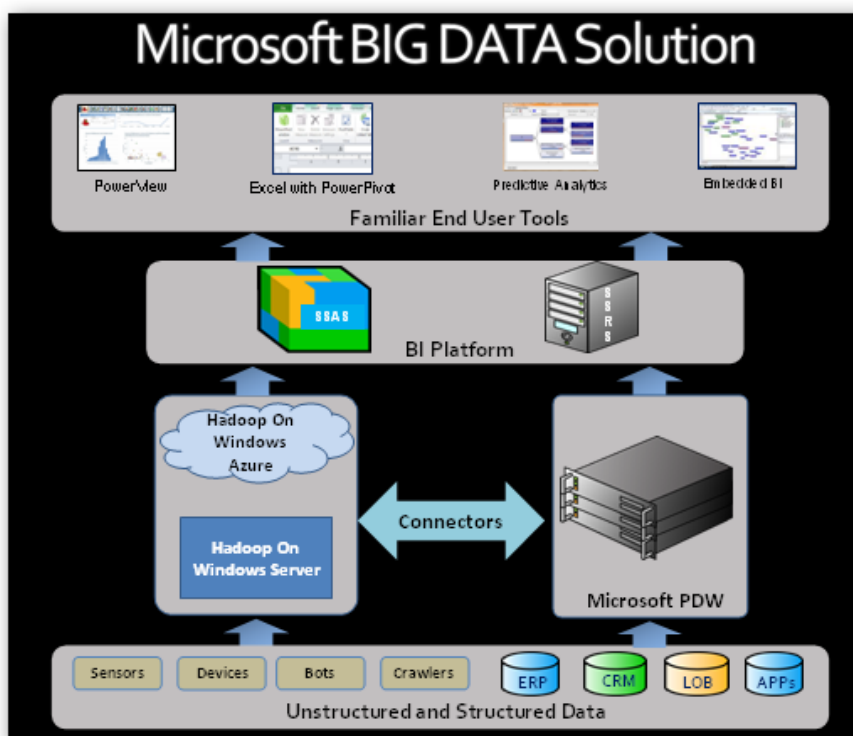 Microsoft BIG DATA Solution
PowerView
Excel with PowerPivot
Predictive Analytics
Embedded BI
Familiar End User Tools
SSAS
SSRS
BI Platform
Hadoop On
Windows
Azure
Connectors
Hadoop On
Windows Server
Microsoft PDW
Sensors
Devices
Bots
Crawlers
ERP
CRM
LOB
APPs
Unstructured and Structured Data